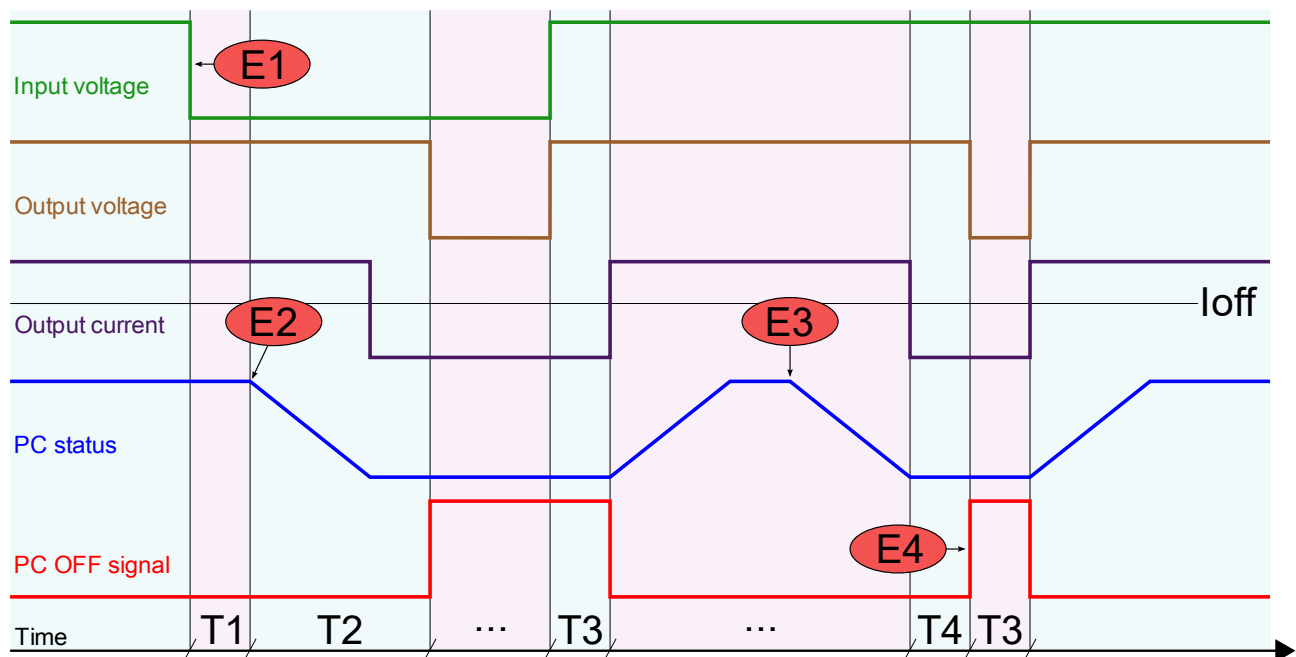 E1
Input voltage
Output voltage
Ioff
E2
E3
Output current
PC status
E4
PC OFF signal
Time T1 T2 ... T3 ... T4 T3